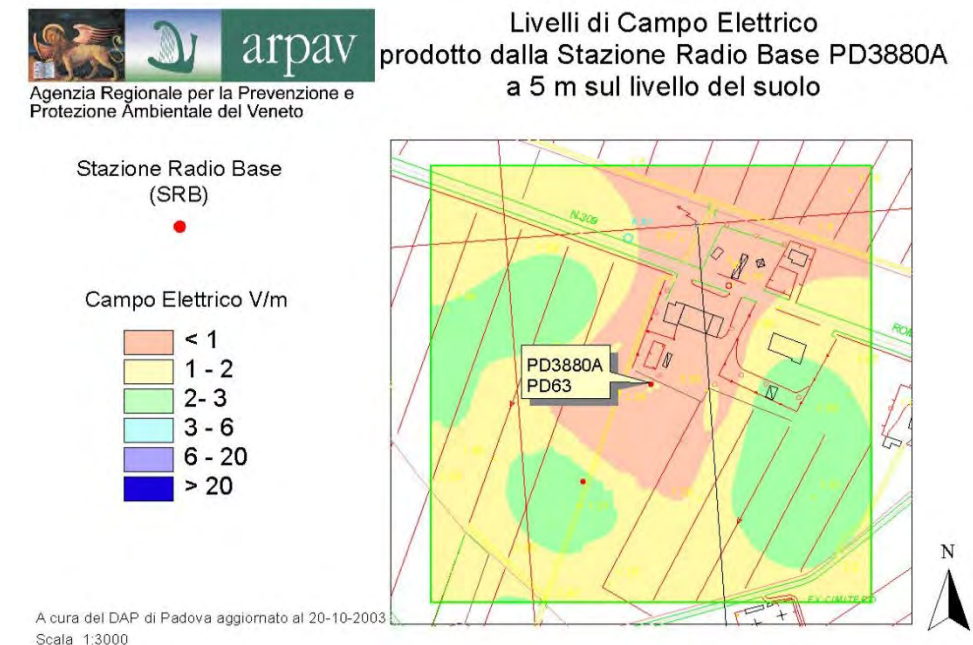 arpav
Agenzia Regionale per la Prevenzione e
Protezione Ambientale del Veneto
Livelli di Campo Elettrico
prodotto dalla Stazione Radio Base PD3880A
a 5 m sul livello del suolo
Stazione Radio Base
(SRB)
Campo Elettrico V/m
< 1
1 - 2
2- 3
3 - 6
6 - 20
> 20
N.309
PD3880A
PD63
EX CIMITERO
N
A cura del DAP di Padova aggiornato al 20-10-2003
Scala 1:3000